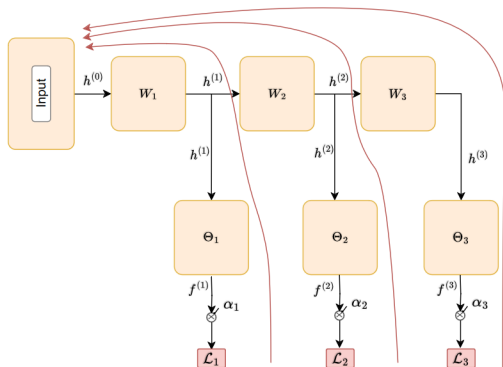 Input
h^{(0)}
W_1
h^{(1)}
W_2
h^{(2)}
W_3
h^{(1)}
h^{(2)}
h^{(3)}
Θ_1
Θ_2
Θ_3
f^{(1)}
α_1
f^{(2)}
α_2
f^{(3)}
α_3
ℒ_1
ℒ_2
ℒ_3